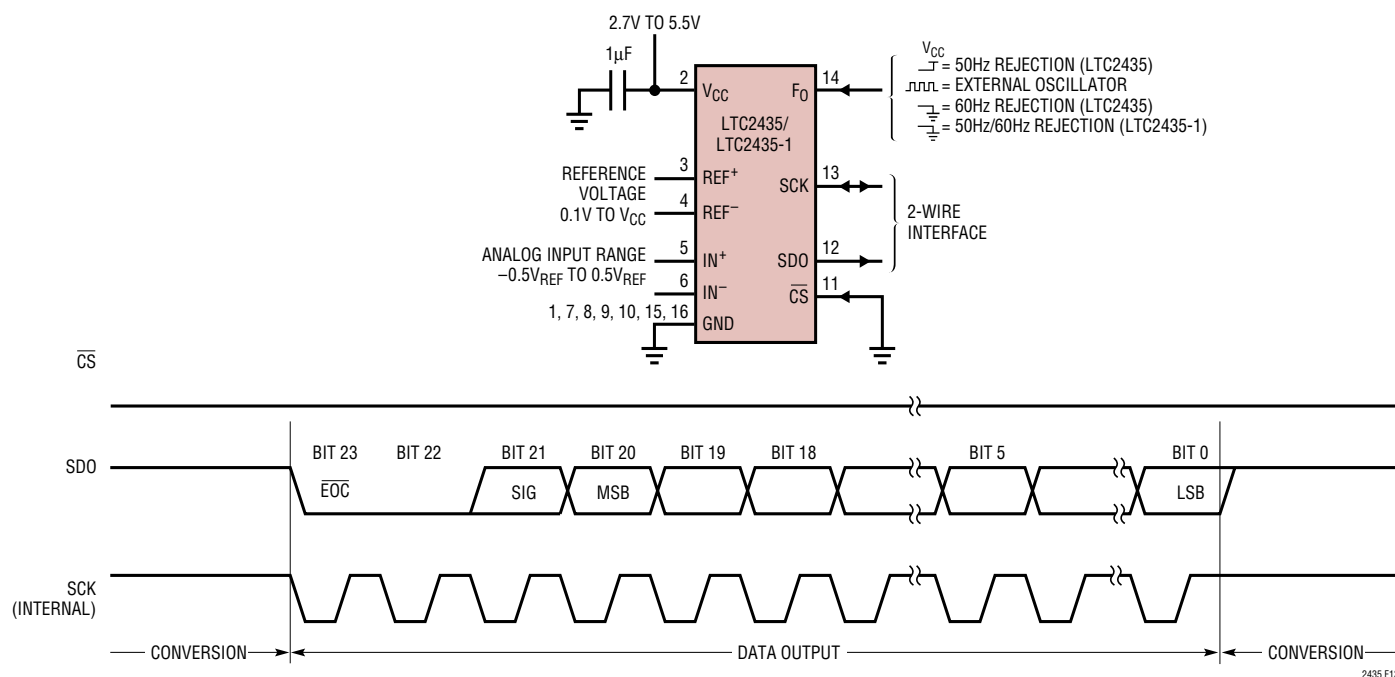 2.7V TO 5.5V
1µF
2
VCC
FO
14
VCC
= 50Hz REJECTION (LTC2435)
= EXTERNAL OSCILLATOR
= 60Hz REJECTION (LTC2435)
= 50Hz/60Hz REJECTION (LTC2435-1)
LTC2435/
LTC2435-1
REFERENCE
VOLTAGE
0.1V TO VCC
3
REF+
4
REF−
SCK
13
2-WIRE
INTERFACE
ANALOG INPUT RANGE
−0.5VREF TO 0.5VREF
5
IN+
6
IN−
SDO
12
CS
11
1, 7, 8, 9, 10, 15, 16
GND
CS
SDO
BIT 23
BIT 22
BIT 21
BIT 20
BIT 19
BIT 18
BIT 5
BIT 0
EOC
SIG
MSB
LSB
SCK
(INTERNAL)
CONVERSION
DATA OUTPUT
CONVERSION